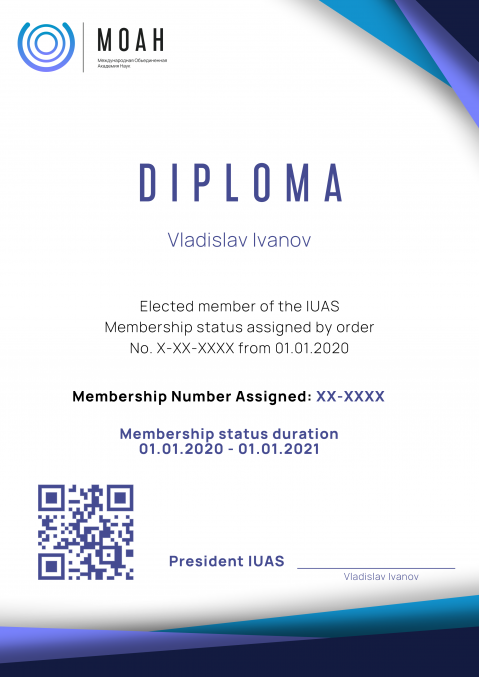 МОАН
Международная Объединенная
Академия Наук
DIPLOMA
Vladislav Ivanov
Elected member of the IUAS
Membership status assigned by order
No. X-XX-XXXX from 01.01.2020
Membership Number Assigned: XX-XXXX
Membership status duration
01.01.2020 - 01.01.2021
President IUAS
Vladislav Ivanov